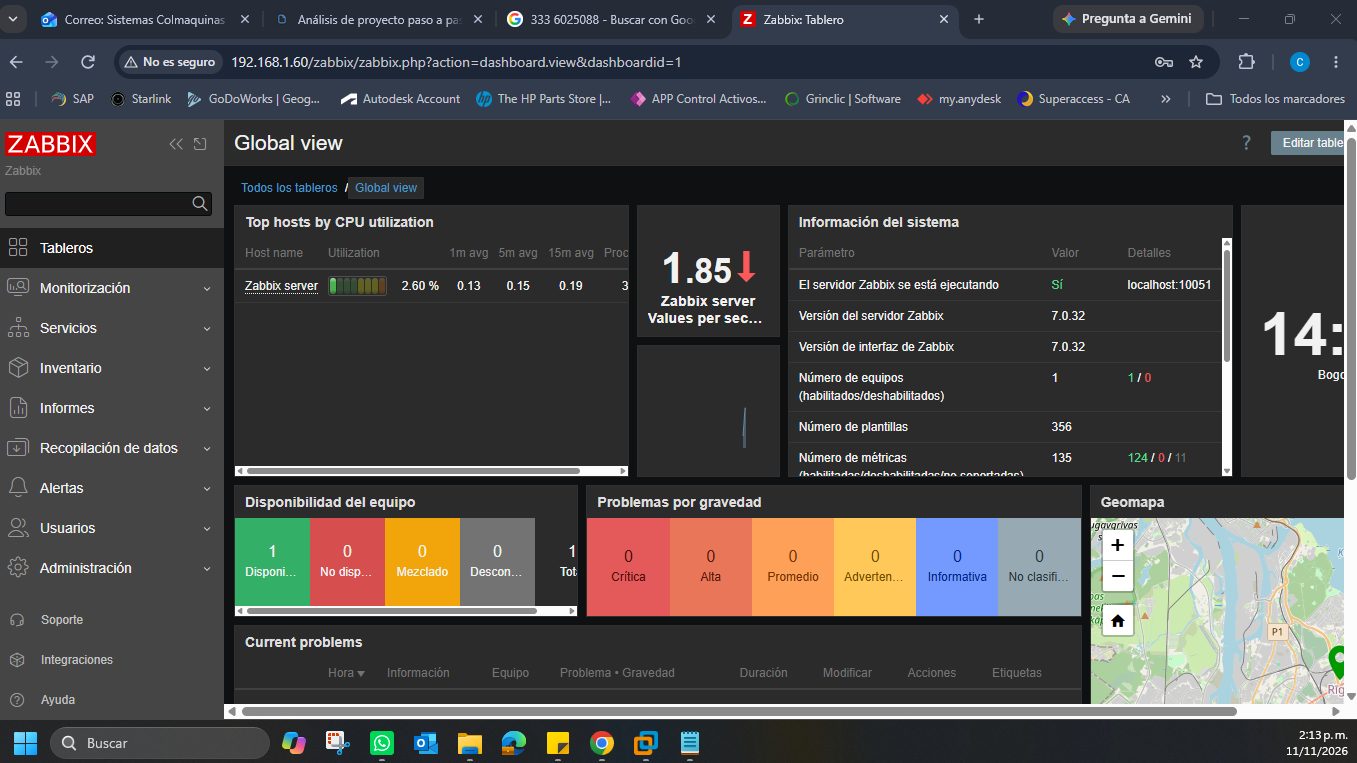 Correo: Sistemas Colmaquinas
Análisis de proyecto paso a pas
333 6025088 - Buscar con Goo
Zabbix: Tablero
Pregunta a Gemini
No es seguro
192.168.1.60/zabbix/zabbix.php?action=dashboard.view&dashboardid=1
SAP
Starlink
GoDoWorks | Geog...
Autodesk Account
The HP Parts Store |...
APP Control Activos...
Grinclic | Software
my.anydesk
Superaccess - CA
Todos los marcadores
ZABBIX
Zabbix
Tableros
Monitorización
Servicios
Inventario
Informes
Recopilación de datos
Alertas
Usuarios
Administración
Soporte
Integraciones
Ayuda
Global view
?
Editar table
Todos los tableros / Global view
Top hosts by CPU utilization
Host name Utilization 1m avg 5m avg 15m avg Proc
Zabbix server 2.60 % 0.13 0.15 0.19 3
1.85
Zabbix server
Values per sec...
Información del sistema
Parámetro Valor Detalles
El servidor Zabbix se está ejecutando Sí localhost:10051
Versión del servidor Zabbix 7.0.32
Versión de interfaz de Zabbix 7.0.32
Número de equipos (habilitados/deshabilitados) 1 1 / 0
Número de plantillas 356
Número de métricas (habilitadas/deshabilitadas/no soportadas) 135 124 / 0 / 11
14:
Bogo
Disponibilidad del equipo
1 Disponi...
0 No disp...
0 Mezclado
0 Descon...
1 Tot
Problemas por gravedad
0 Crítica
0 Alta
0 Promedio
0 Adverten...
0 Informativa
0 No clasifi...
Geomapa
+
−
P1
Rig
Current problems
Hora Información Equipo Problema • Gravedad Duración Modificar Acciones Etiquetas
Buscar
2:13 p. m.
11/11/2026